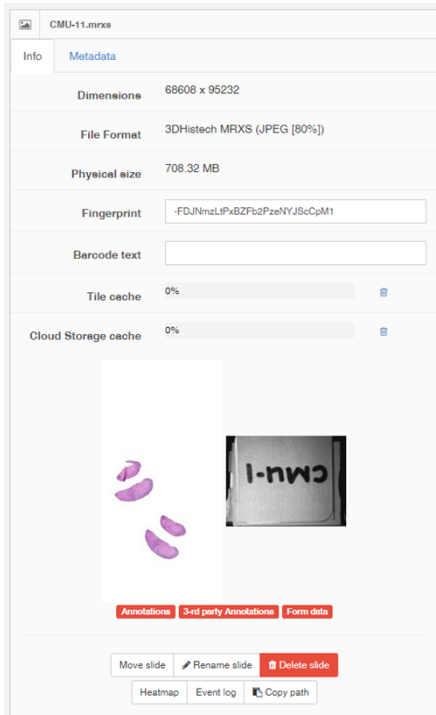 CMU-11.mrxs
Info Metadata
Dimensions 68608 x 95232
File Format 3DHistech MRXS (JPEG [80%])
Physical size 708.32 MB
Fingerprint -FDJNmzLtPxBZFb2PzeNYJScCpM1
Barcode text
Tile cache 0%
Cloud Storage cache 0%
CMU-1
Annotations 3-rd party Annotations Form data
Move slide Rename slide Delete slide
Heatmap Event log Copy path